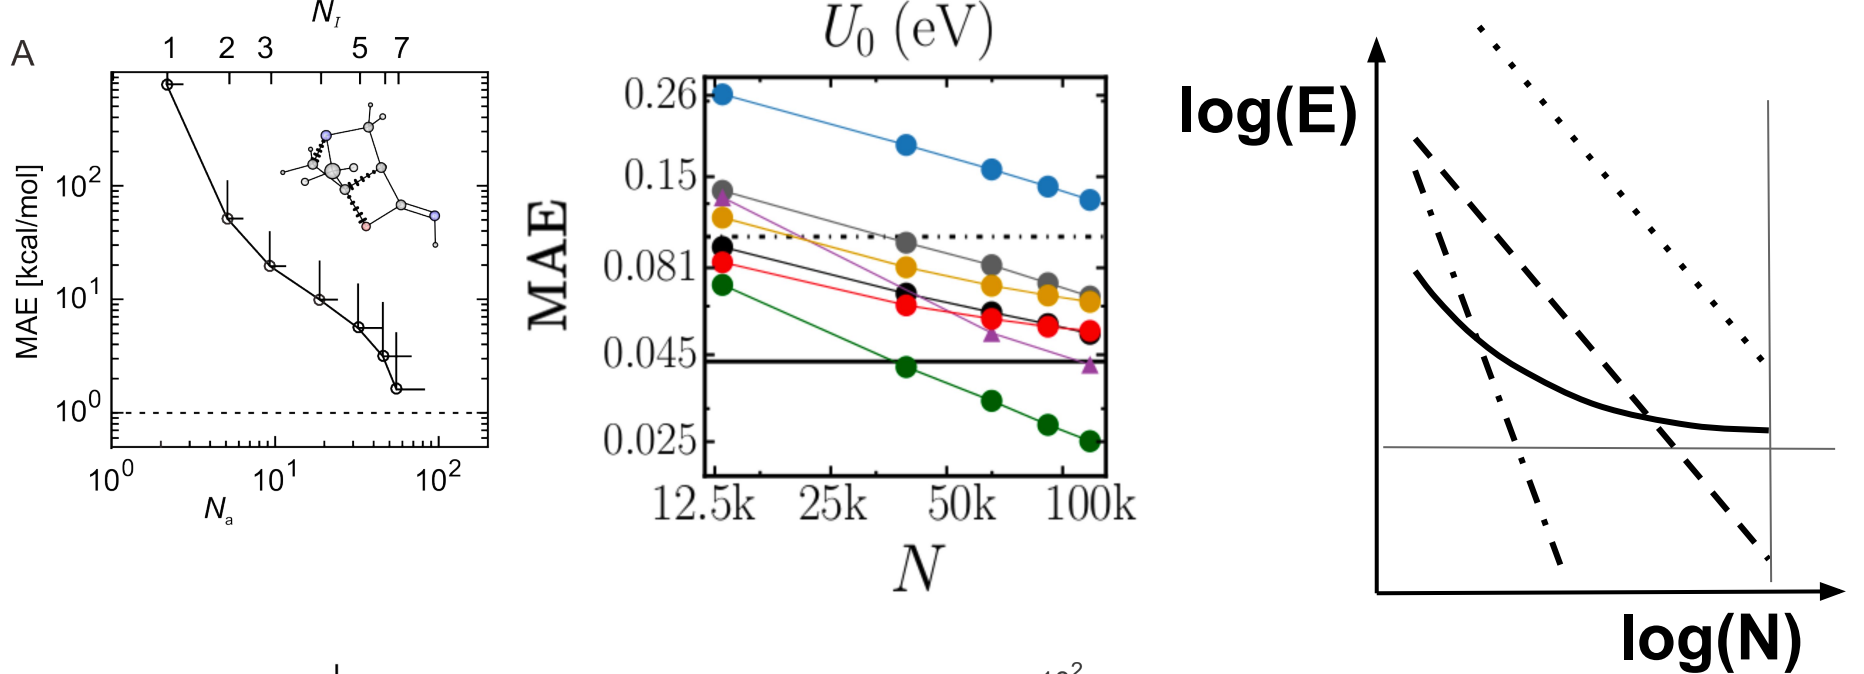 A
N_I
1 2 3 5 7
MAE [kcal/mol]
10^2
10^1
10^0
10^0 10^1 10^2
N_a
U_0 (eV)
MAE
0.26
0.15
0.081
0.045
0.025
12.5k 25k 50k 100k
N
log(E)
log(N)